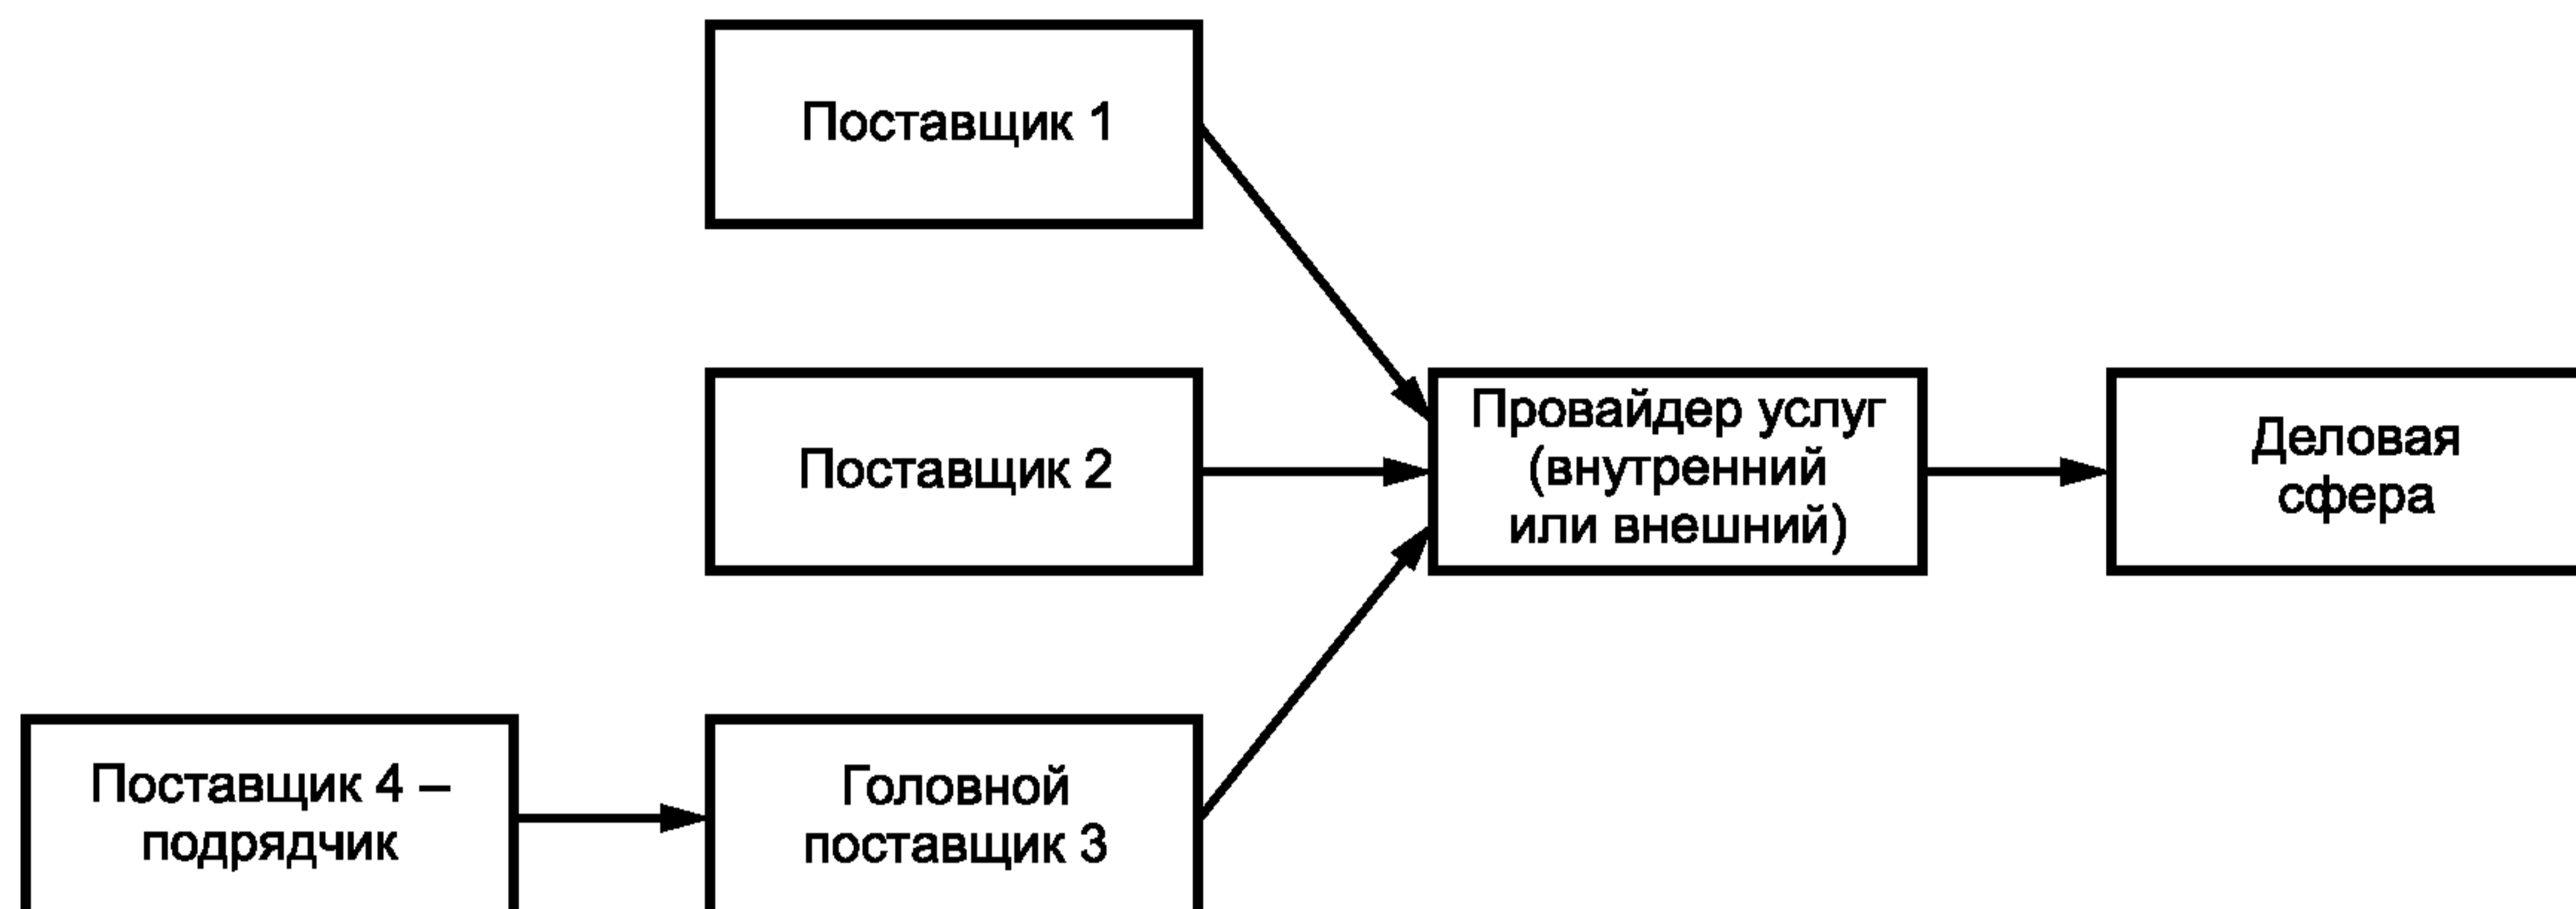 Поставщик 1
Поставщик 2
Провайдер услуг
(внутренний
или внешний)
Деловая
сфера
Поставщик 4 –
подрядчик
Головной
поставщик 3